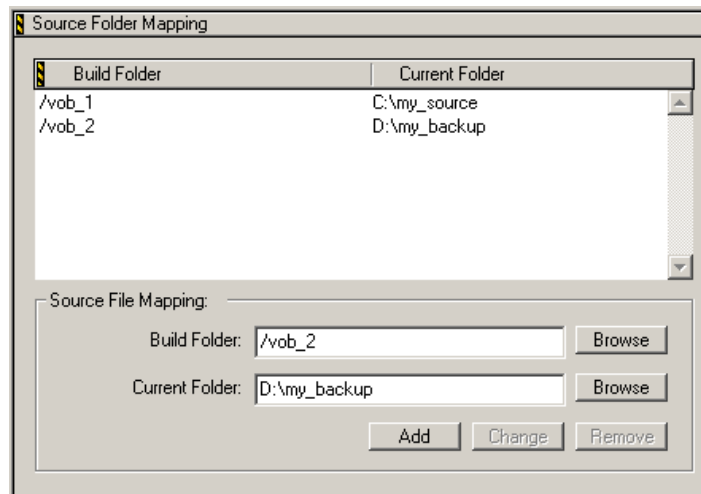 Source Folder Mapping
Build Folder Current Folder
/vob_1 C:\my_source
/vob_2 D:\my_backup
Source File Mapping:
Build Folder: /vob_2 Browse
Current Folder: D:\my_backup Browse
Add Change Remove